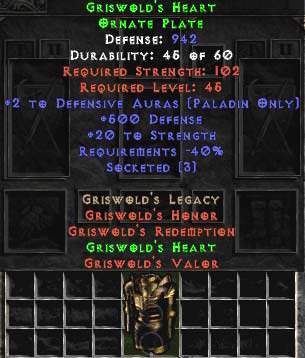 Griswold's Heart
Ornate Plate
Defense: 942
Durability: 45 of 60
Required Strength: 102
Required Level: 45
+2 to Defensive Auras (Paladin Only)
+500 Defense
+20 to Strength
Requirements -40%
Socketed (3)
Griswold's Legacy
Griswold's Honor
Griswold's Redemption
Griswold's Heart
Griswold's Valor